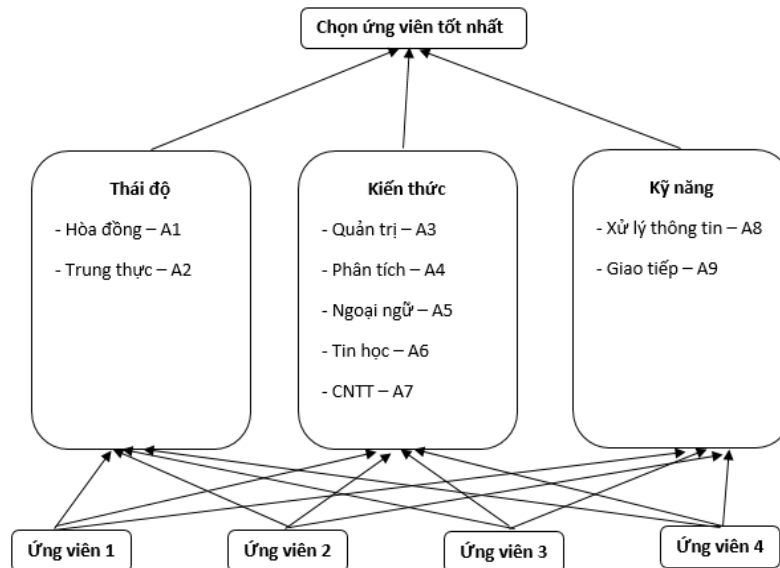 Chọn ứng viên tốt nhất
Thái độ
- Hòa đồng – A1
- Trung thực – A2
Kiến thức
- Quản trị – A3
- Phân tích – A4
- Ngoại ngữ – A5
- Tin học – A6
- CNTT – A7
Kỹ năng
- Xử lý thông tin – A8
- Giao tiếp – A9
Ứng viên 1
Ứng viên 2
Ứng viên 3
Ứng viên 4